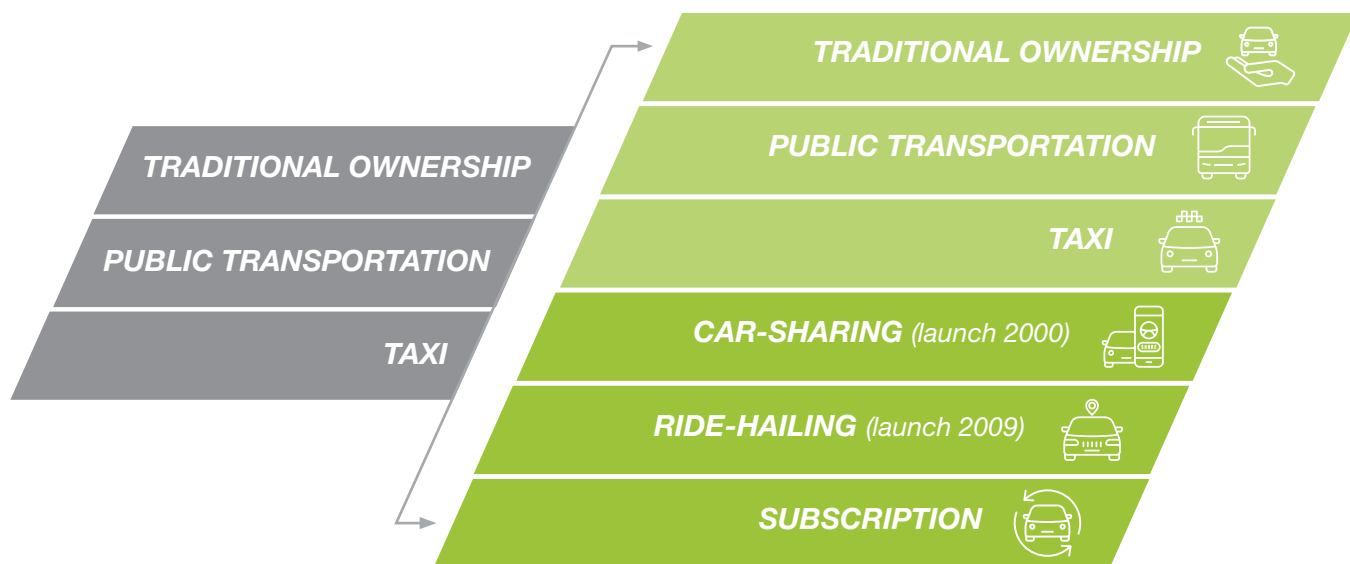 TRADITIONAL OWNERSHIP
PUBLIC TRANSPORTATION
TAXI
TRADITIONAL OWNERSHIP
PUBLIC TRANSPORTATION
TAXI
CAR-SHARING (launch 2000)
RIDE-HAILING (launch 2009)
SUBSCRIPTION